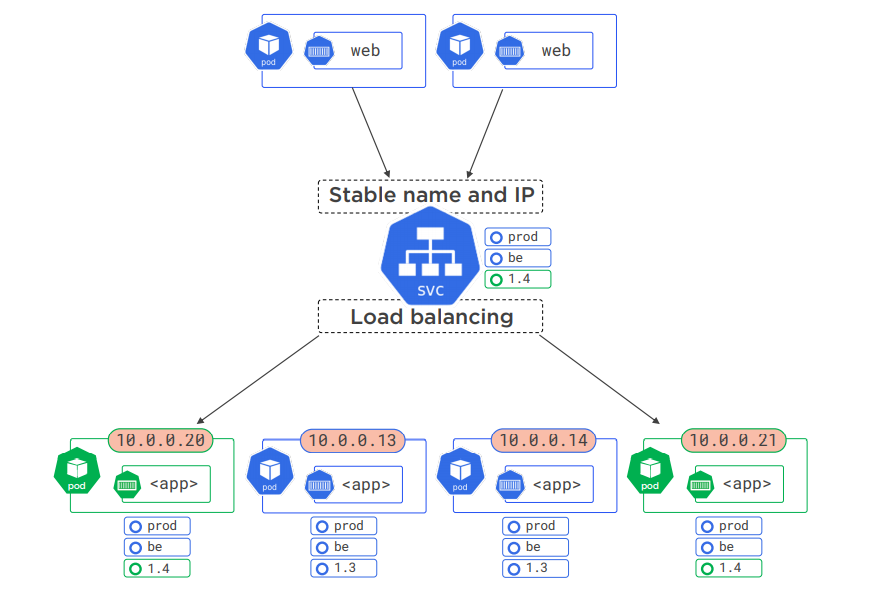 web
web
pod
pod
Stable name and IP
prod
be
1.4
svc
Load balancing
10.0.0.20
10.0.0.13
10.0.0.14
10.0.0.21
<app>
<app>
<app>
<app>
pod
pod
pod
pod
prod
prod
prod
prod
be
be
be
be
1.4
1.3
1.3
1.4